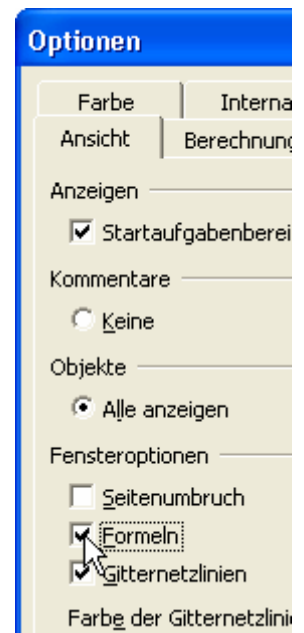 Optionen
Farbe Interna
Ansicht Berechnung
Anzeigen
Startaufgabenberei
Kommentare
Keine
Objekte
Alle anzeigen
Fensteroptionen
Seitenumbruch
Formeln
Gitternetzlinien
Farbe der Gitternetzlini